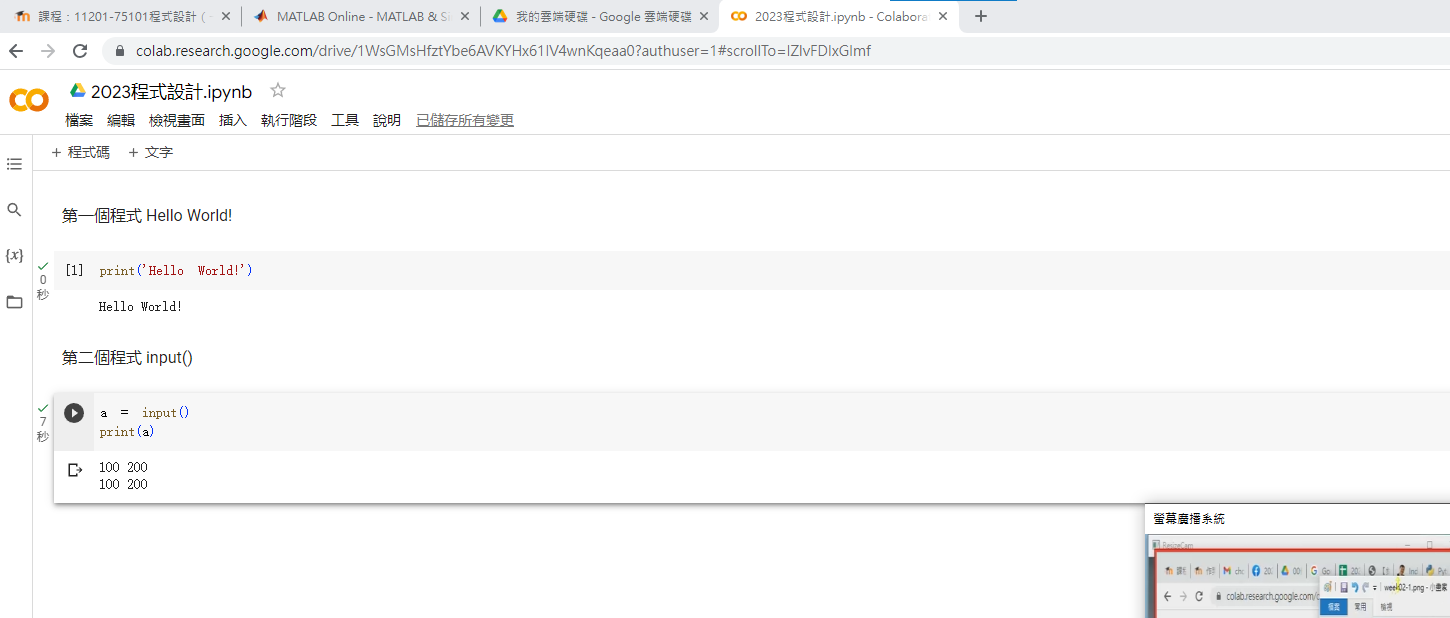 課程：11201-75101程式設計 (
MATLAB Online - MATLAB & Si
我的雲端硬碟 - Google 雲端硬碟
2023程式設計.ipynb - Colabora
colab.research.google.com/drive/1WsGMsHfztYbe6AVKYHx61IV4wnKqeaa0?authuser=1#scrollTo=IZlvFDlxGlmf
2023程式設計.ipynb
檔案 編輯 檢視畫面 插入 執行階段 工具 說明 已儲存所有變更
+ 程式碼 + 文字
第一個程式 Hello World!
{x}
[1] print('Hello World!')
0
秒
Hello World!
第二個程式 input()
a = input()
7
秒
print(a)
100 200
100 200
螢幕廣播系統
ResizeCam
colab.research.google.com/
week02-1.png - 小畫家
檔案 常用 檢視